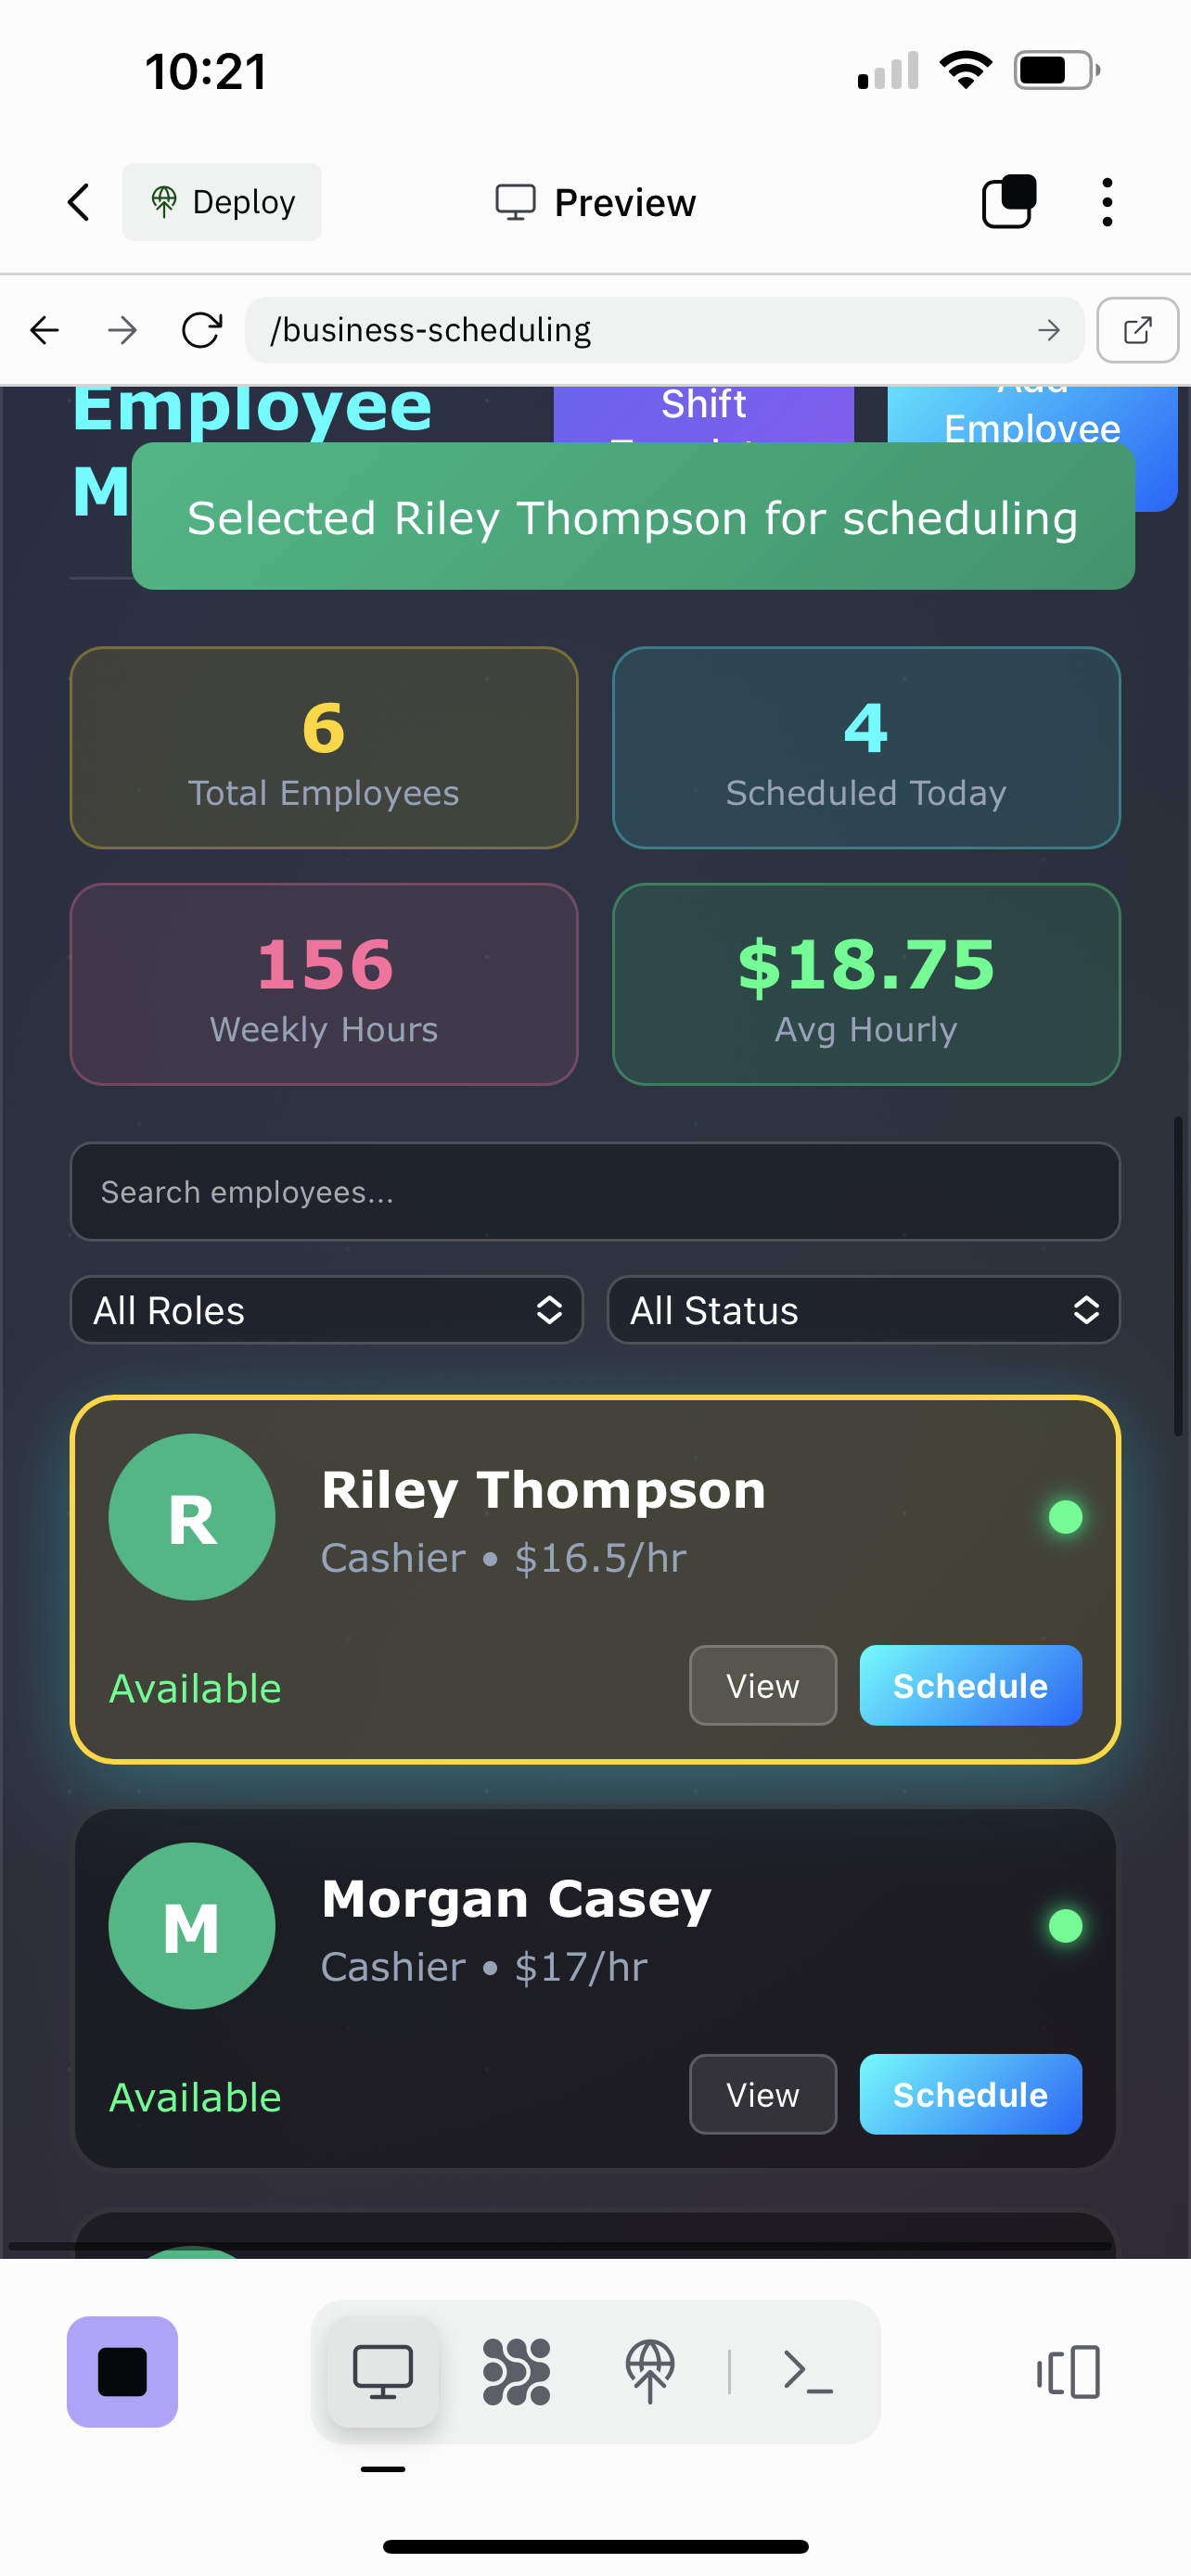 10:21
Deploy
Preview
/business-scheduling
Employee
Shift
Add
Employee
M
Selected Riley Thompson for scheduling
6
Total Employees
4
Scheduled Today
156
Weekly Hours
$18.75
Avg Hourly
Search employees...
All Roles
All Status
R
Riley Thompson
Cashier • $16.5/hr
Available
View
Schedule
M
Morgan Casey
Cashier • $17/hr
Available
View
Schedule